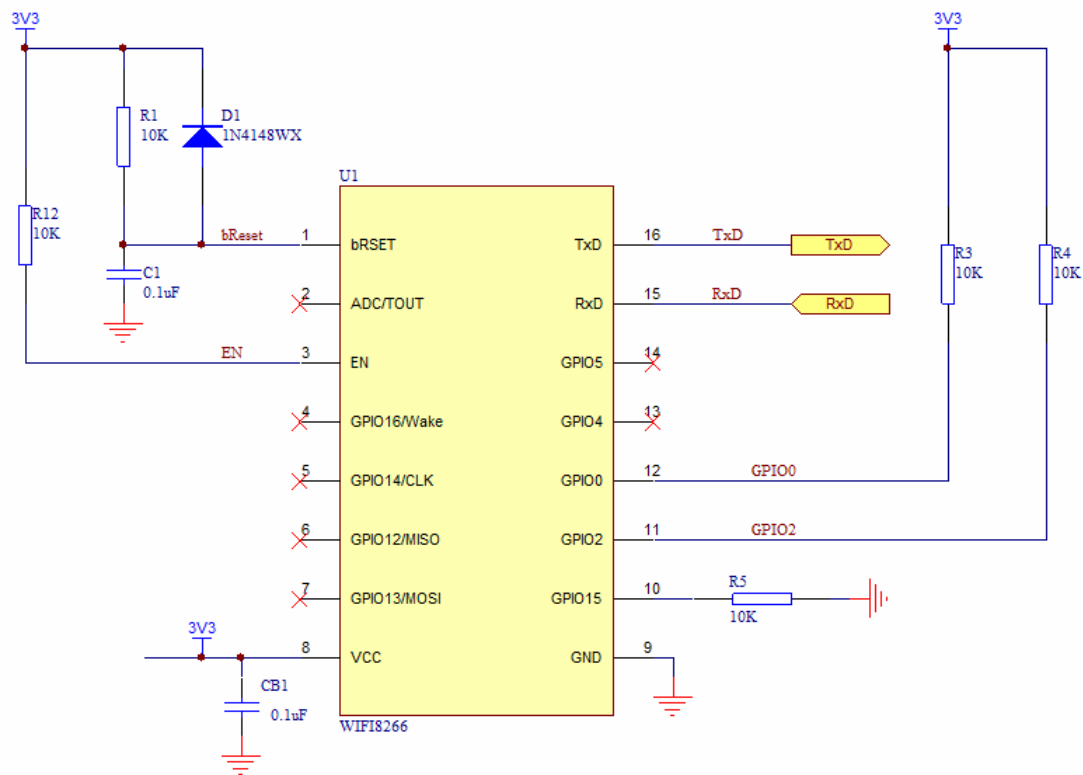 3V3
3V3
R1
10K
D1
1N4148WX
U1
R12
10K
bReset
1
bRSET
TxD
16
TxD
TxD
R3
10K
R4
10K
C1
0.1uF
2
ADC/TOUT
RxD
15
RxD
RxD
EN
3
EN
GPIO5
14
4
GPIO16/Wake
GPIO4
13
5
GPIO14/CLK
GPIO0
12
GPIO0
6
GPIO12/MISO
GPIO2
11
GPIO2
7
GPIO13/MOSI
GPIO15
10
R5
10K
3V3
8
VCC
GND
9
CB1
0.1uF
WIFI8266